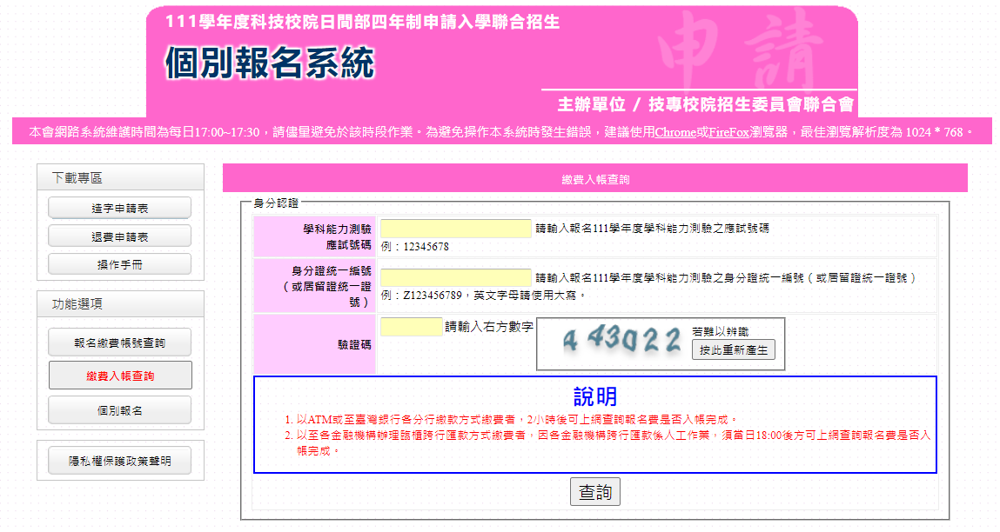 111學年度科技校院日間部四年制申請入學聯合招生
個別報名系統
申請
主辦單位 / 技專校院招生委員會聯合會
本會網路系統維護時間為每日17:00~17:30，請儘量避免於該時段作業。為避免操作本系統時發生錯誤，建議使用Chrome或FireFox瀏覽器，最佳瀏覽解析度為 1024 * 768。
下載專區
造字申請表
退費申請表
操作手冊
功能選項
報名繳費帳號查詢
繳費入帳查詢
個別報名
隱私權保護政策聲明
繳費入帳查詢
身分認證
學科能力測驗
應試號碼
請輸入報名111學年度學科能力測驗之應試號碼
例：12345678
身分證統一編號
（或居留證統一證
號）
請輸入報名111學年度學科能力測驗之身分證統一編號（或居留證統一證號）
例：Z123456789，英文字母請使用大寫。
驗證碼
請輸入右方數字
443022
若難以辨識
按此重新產生
說明
1. 以ATM或至臺灣銀行各分行繳款方式繳費者，2小時後可上網查詢報名費是否入帳完成。
2. 以至各金融機構辦理臨櫃跨行匯款方式繳費者，因各金融機構跨行匯款係人工作業，須當日18:00後方可上網查詢報名費是否入
帳完成。
查詢